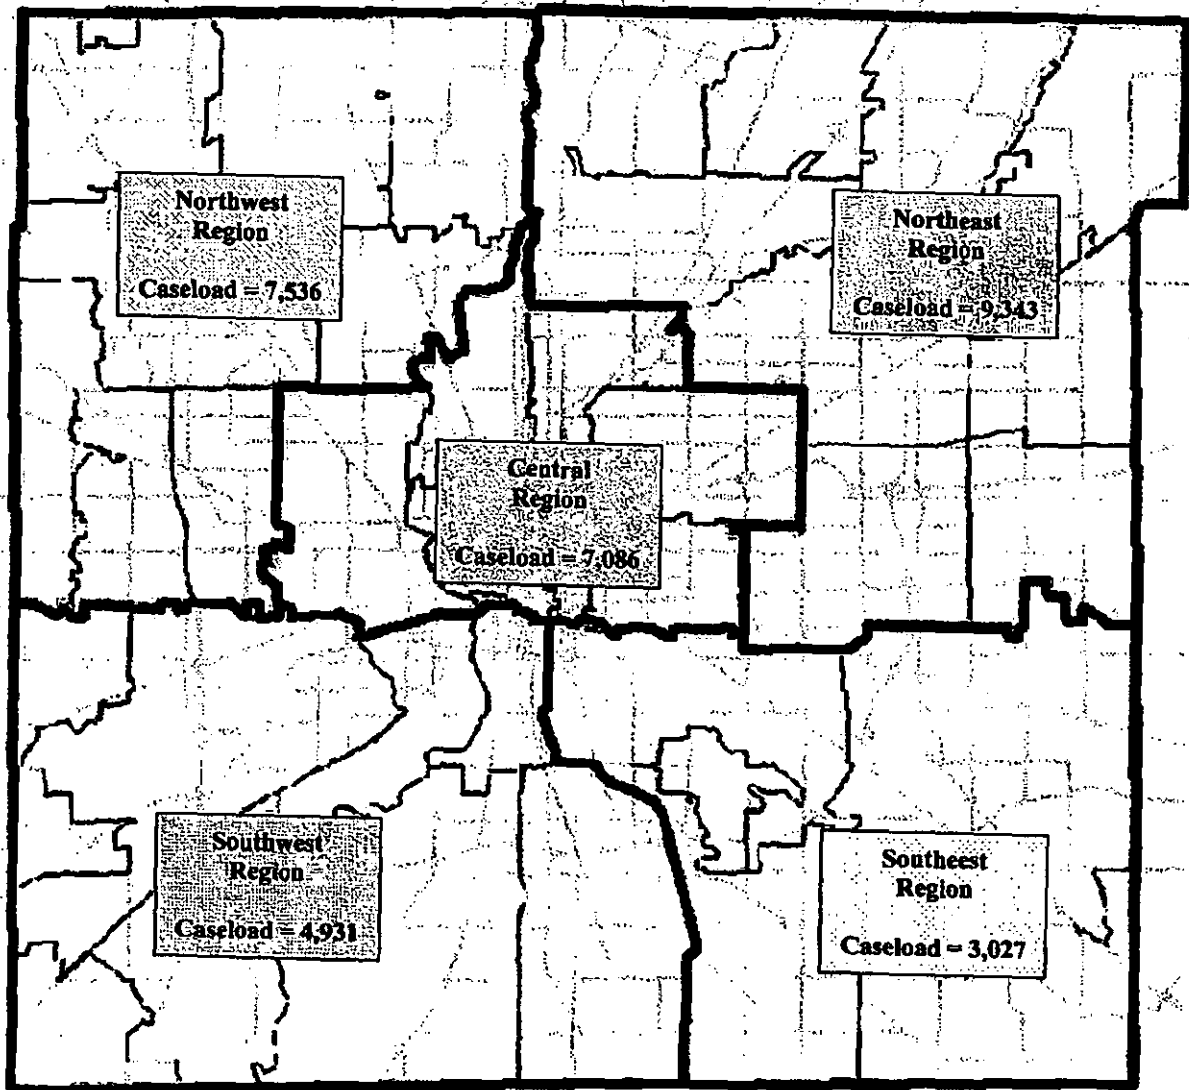 Northwest
Region
Caseload = 7,536
Northeast
Region
Caseload = 9,343
Central
Region
Caseload = 7,086
Southwest
Region
Caseload = 4,931
Southeest
Region
Caseload = 3,027